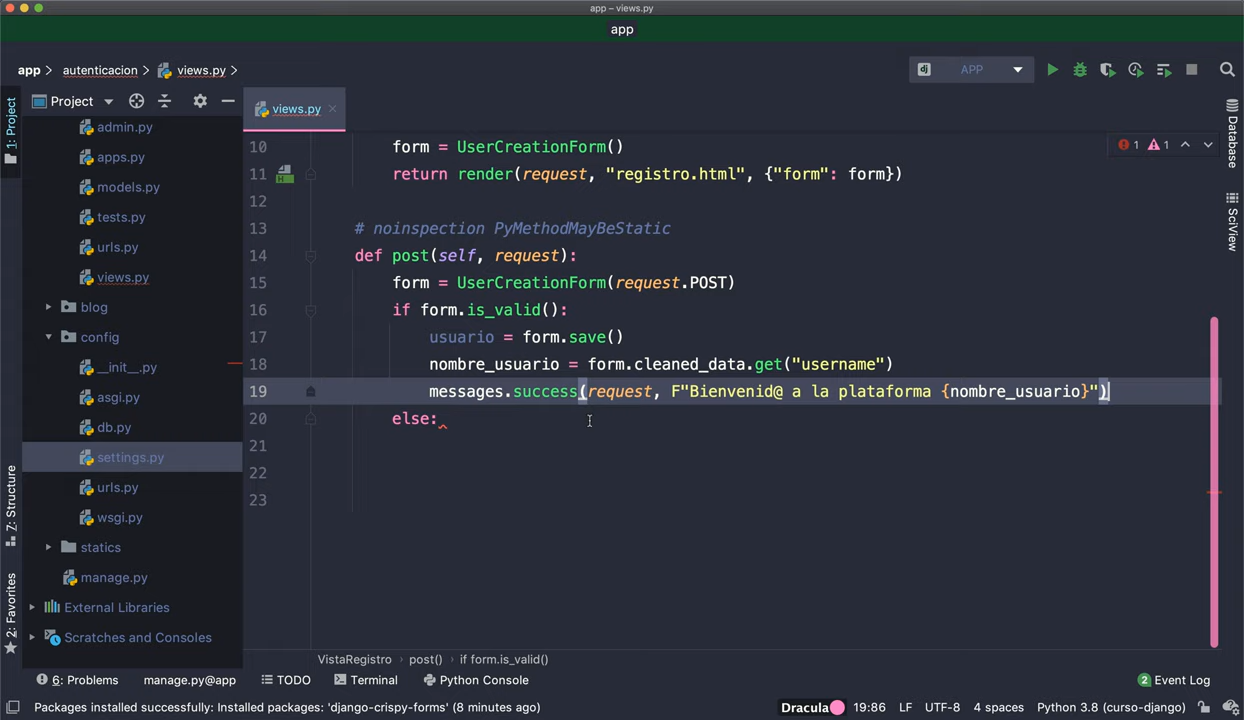 app – views.py
app
app autenticacion views.py
dj APP
1: Project
Project
views.py
admin.py
apps.py
models.py
tests.py
urls.py
views.py
blog
config
__init__.py
asgi.py
db.py
settings.py
urls.py
wsgi.py
statics
manage.py
External Libraries
Scratches and Consoles
Z: Structure
2: Favorites
1 1
10 form = UserCreationForm()
11 return render(request, "registro.html", {"form": form})
12
13 # noinspection PyMethodMayBeStatic
14 def post(self, request):
15 form = UserCreationForm(request.POST)
16 if form.is_valid():
17 usuario = form.save()
18 nombre_usuario = form.cleaned_data.get("username")
19 messages.success(request, F"Bienvenid@ a la plataforma {nombre_usuario}")
20 else:
21
22
23
Database
SciView
VistaRegistro post() if form.is_valid()
6: Problems manage.py@app TODO Terminal Python Console 2 Event Log
Packages installed successfully: Installed packages: 'django-crispy-forms' (8 minutes ago) Dracula 19:86 LF UTF-8 4 spaces Python 3.8 (curso-django)